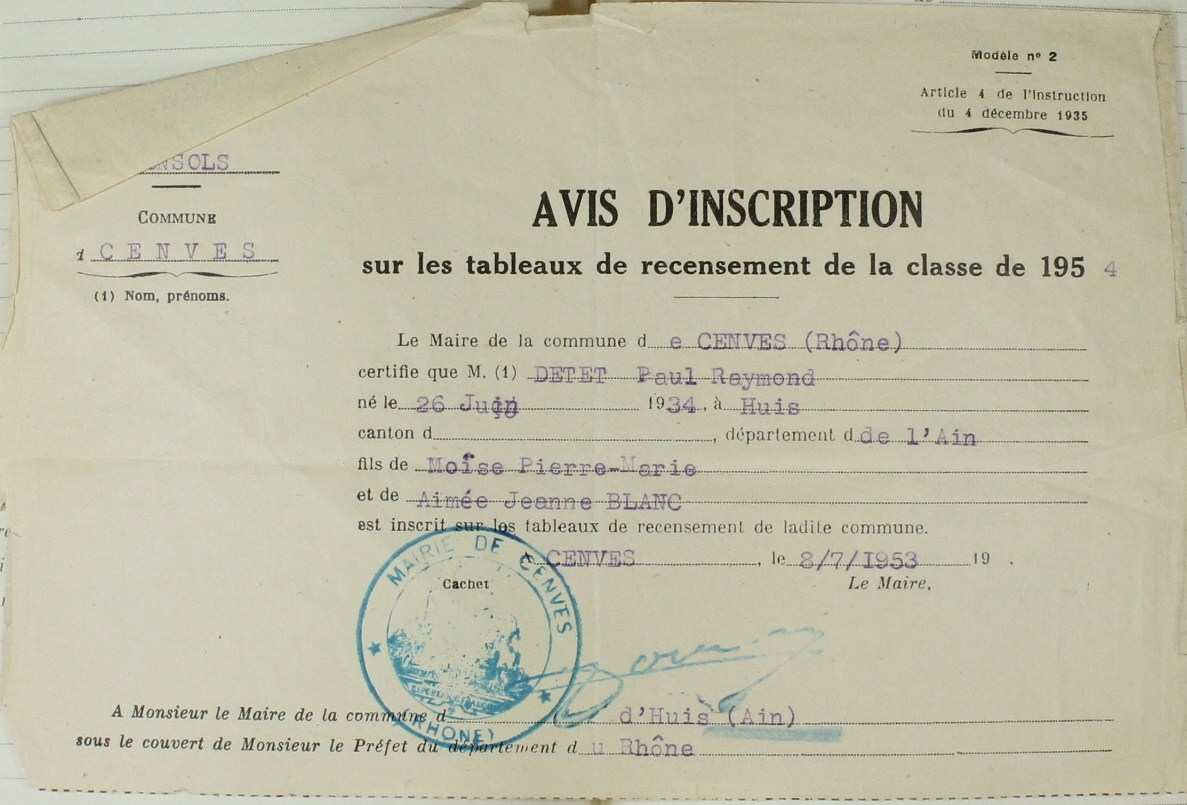 Modèle nº 2
Article 4 de l'instruction
du 4 décembre 1935
NSOLS
COMMUNE
d CENVES
(1) Nom, prénoms.
AVIS D'INSCRIPTION
sur les tableaux de recensement de la classe de 195 4
Le Maire de la commune d e CENVES (Rhône)
certifie que M. (1) DETET Paul Raymond
né le 26 Juin 1934, à Huis
canton d , département d de l'Ain
fils de Moïse Pierre-Marie
et de Aimée Jeanne BLANC
est inscrit sur les tableaux de recensement de ladite commune.
A CENVES , le 8/7/1953 19 .
Le Maire,
Cachet
MAIRIE DE CENVES
(RHONE)
A Monsieur le Maire de la commune d d'Huis (Ain)
sous le couvert de Monsieur le Préfet du département d u Rhône